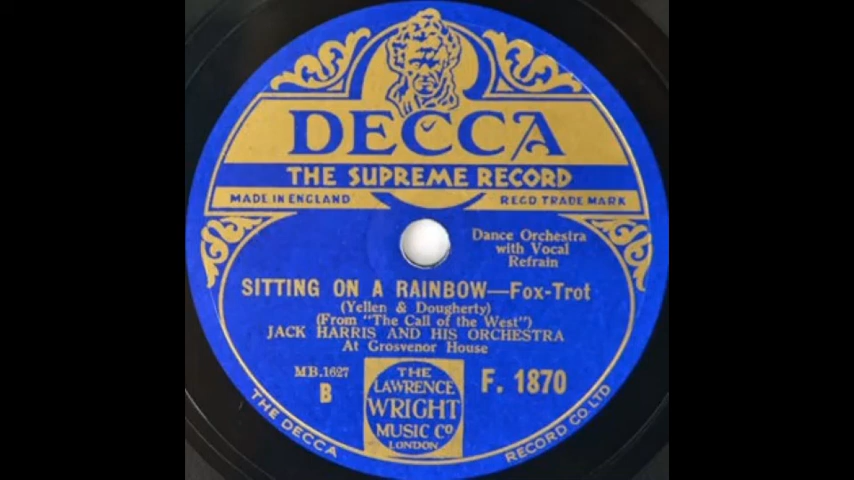 DECCA
THE SUPREME RECORD
MADE IN ENGLAND
REGD TRADE MARK
Dance Orchestra
with Vocal
Refrain
SITTING ON A RAINBOW—Fox-Trot
(Yellen & Dougherty)
(From "The Call of the West")
JACK HARRIS AND HIS ORCHESTRA
At Grosvenor House
MB.1627
B
THE
LAWRENCE
WRIGHT
MUSIC CO
LONDON
F. 1870
THE DECCA RECORD CO LTD